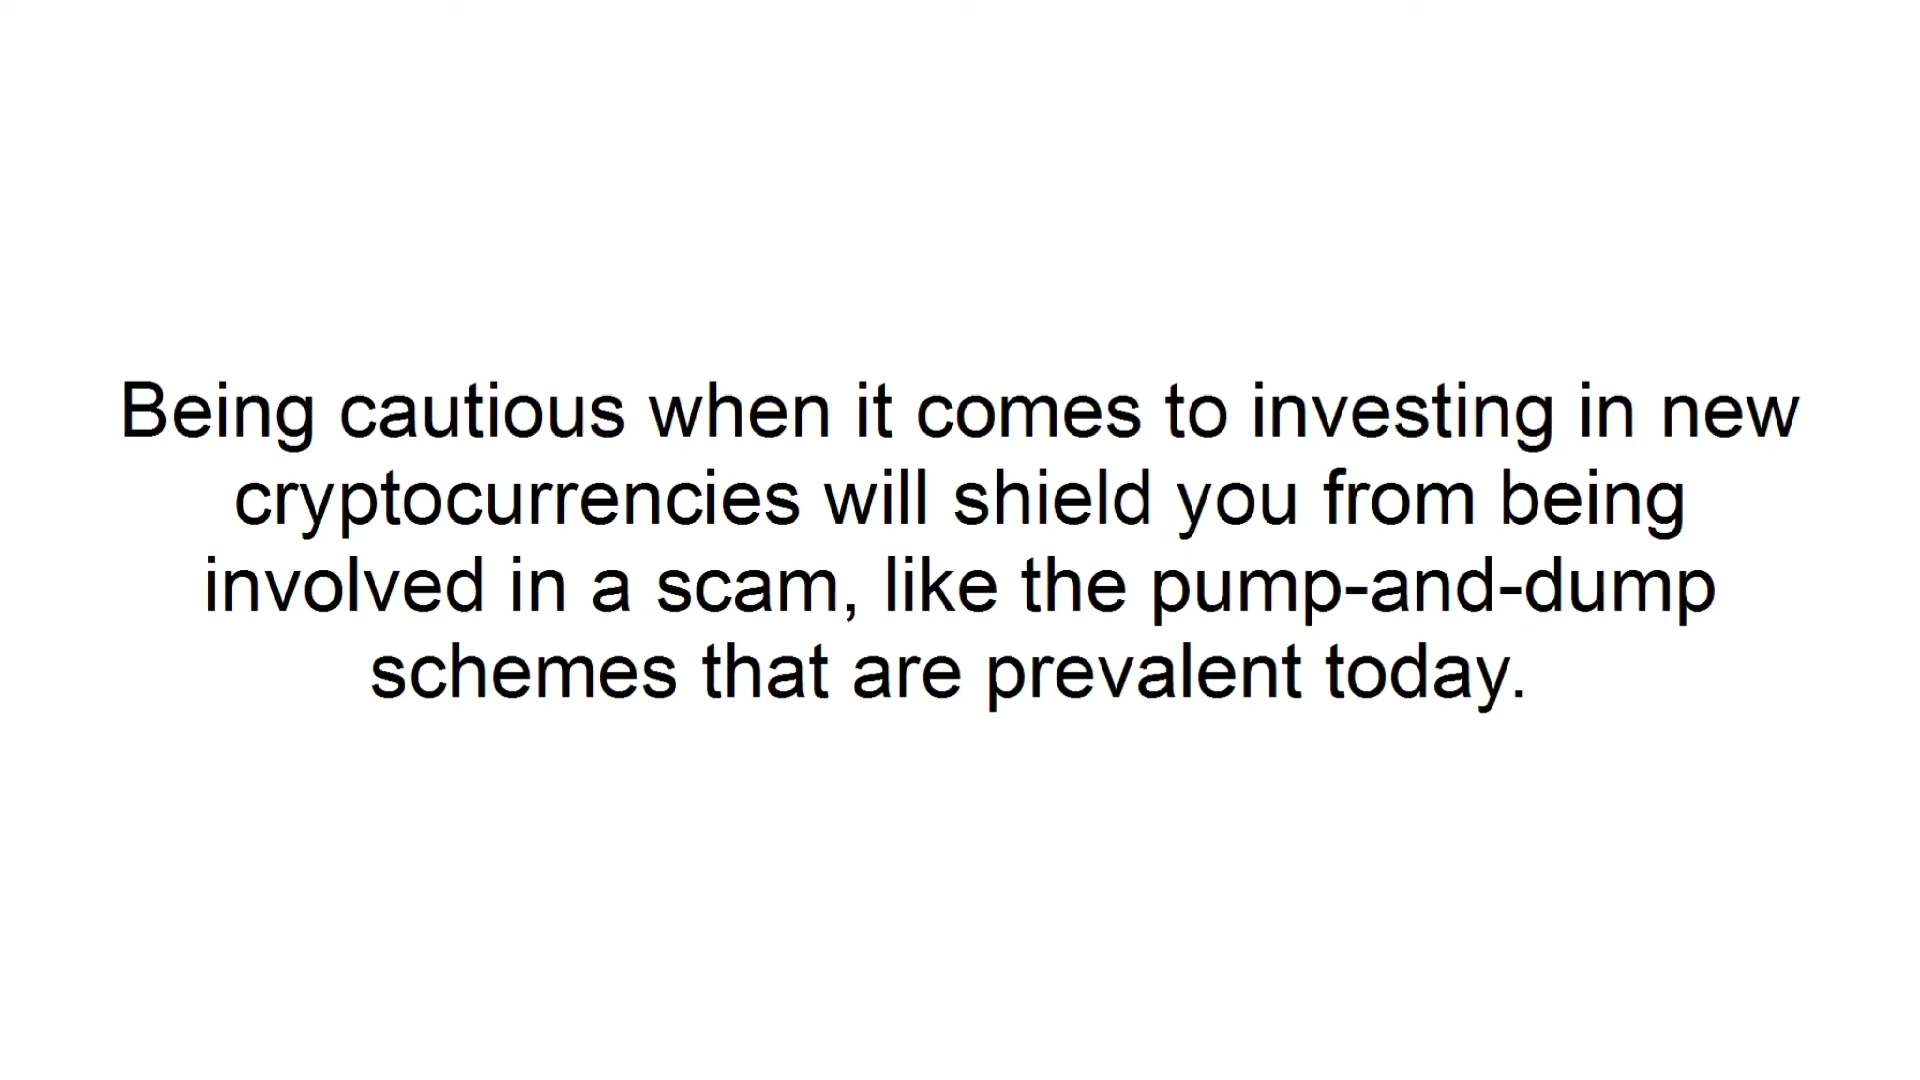 Being cautious when it comes to investing in new
cryptocurrencies will shield you from being
involved in a scam, like the pump-and-dump
schemes that are prevalent today.